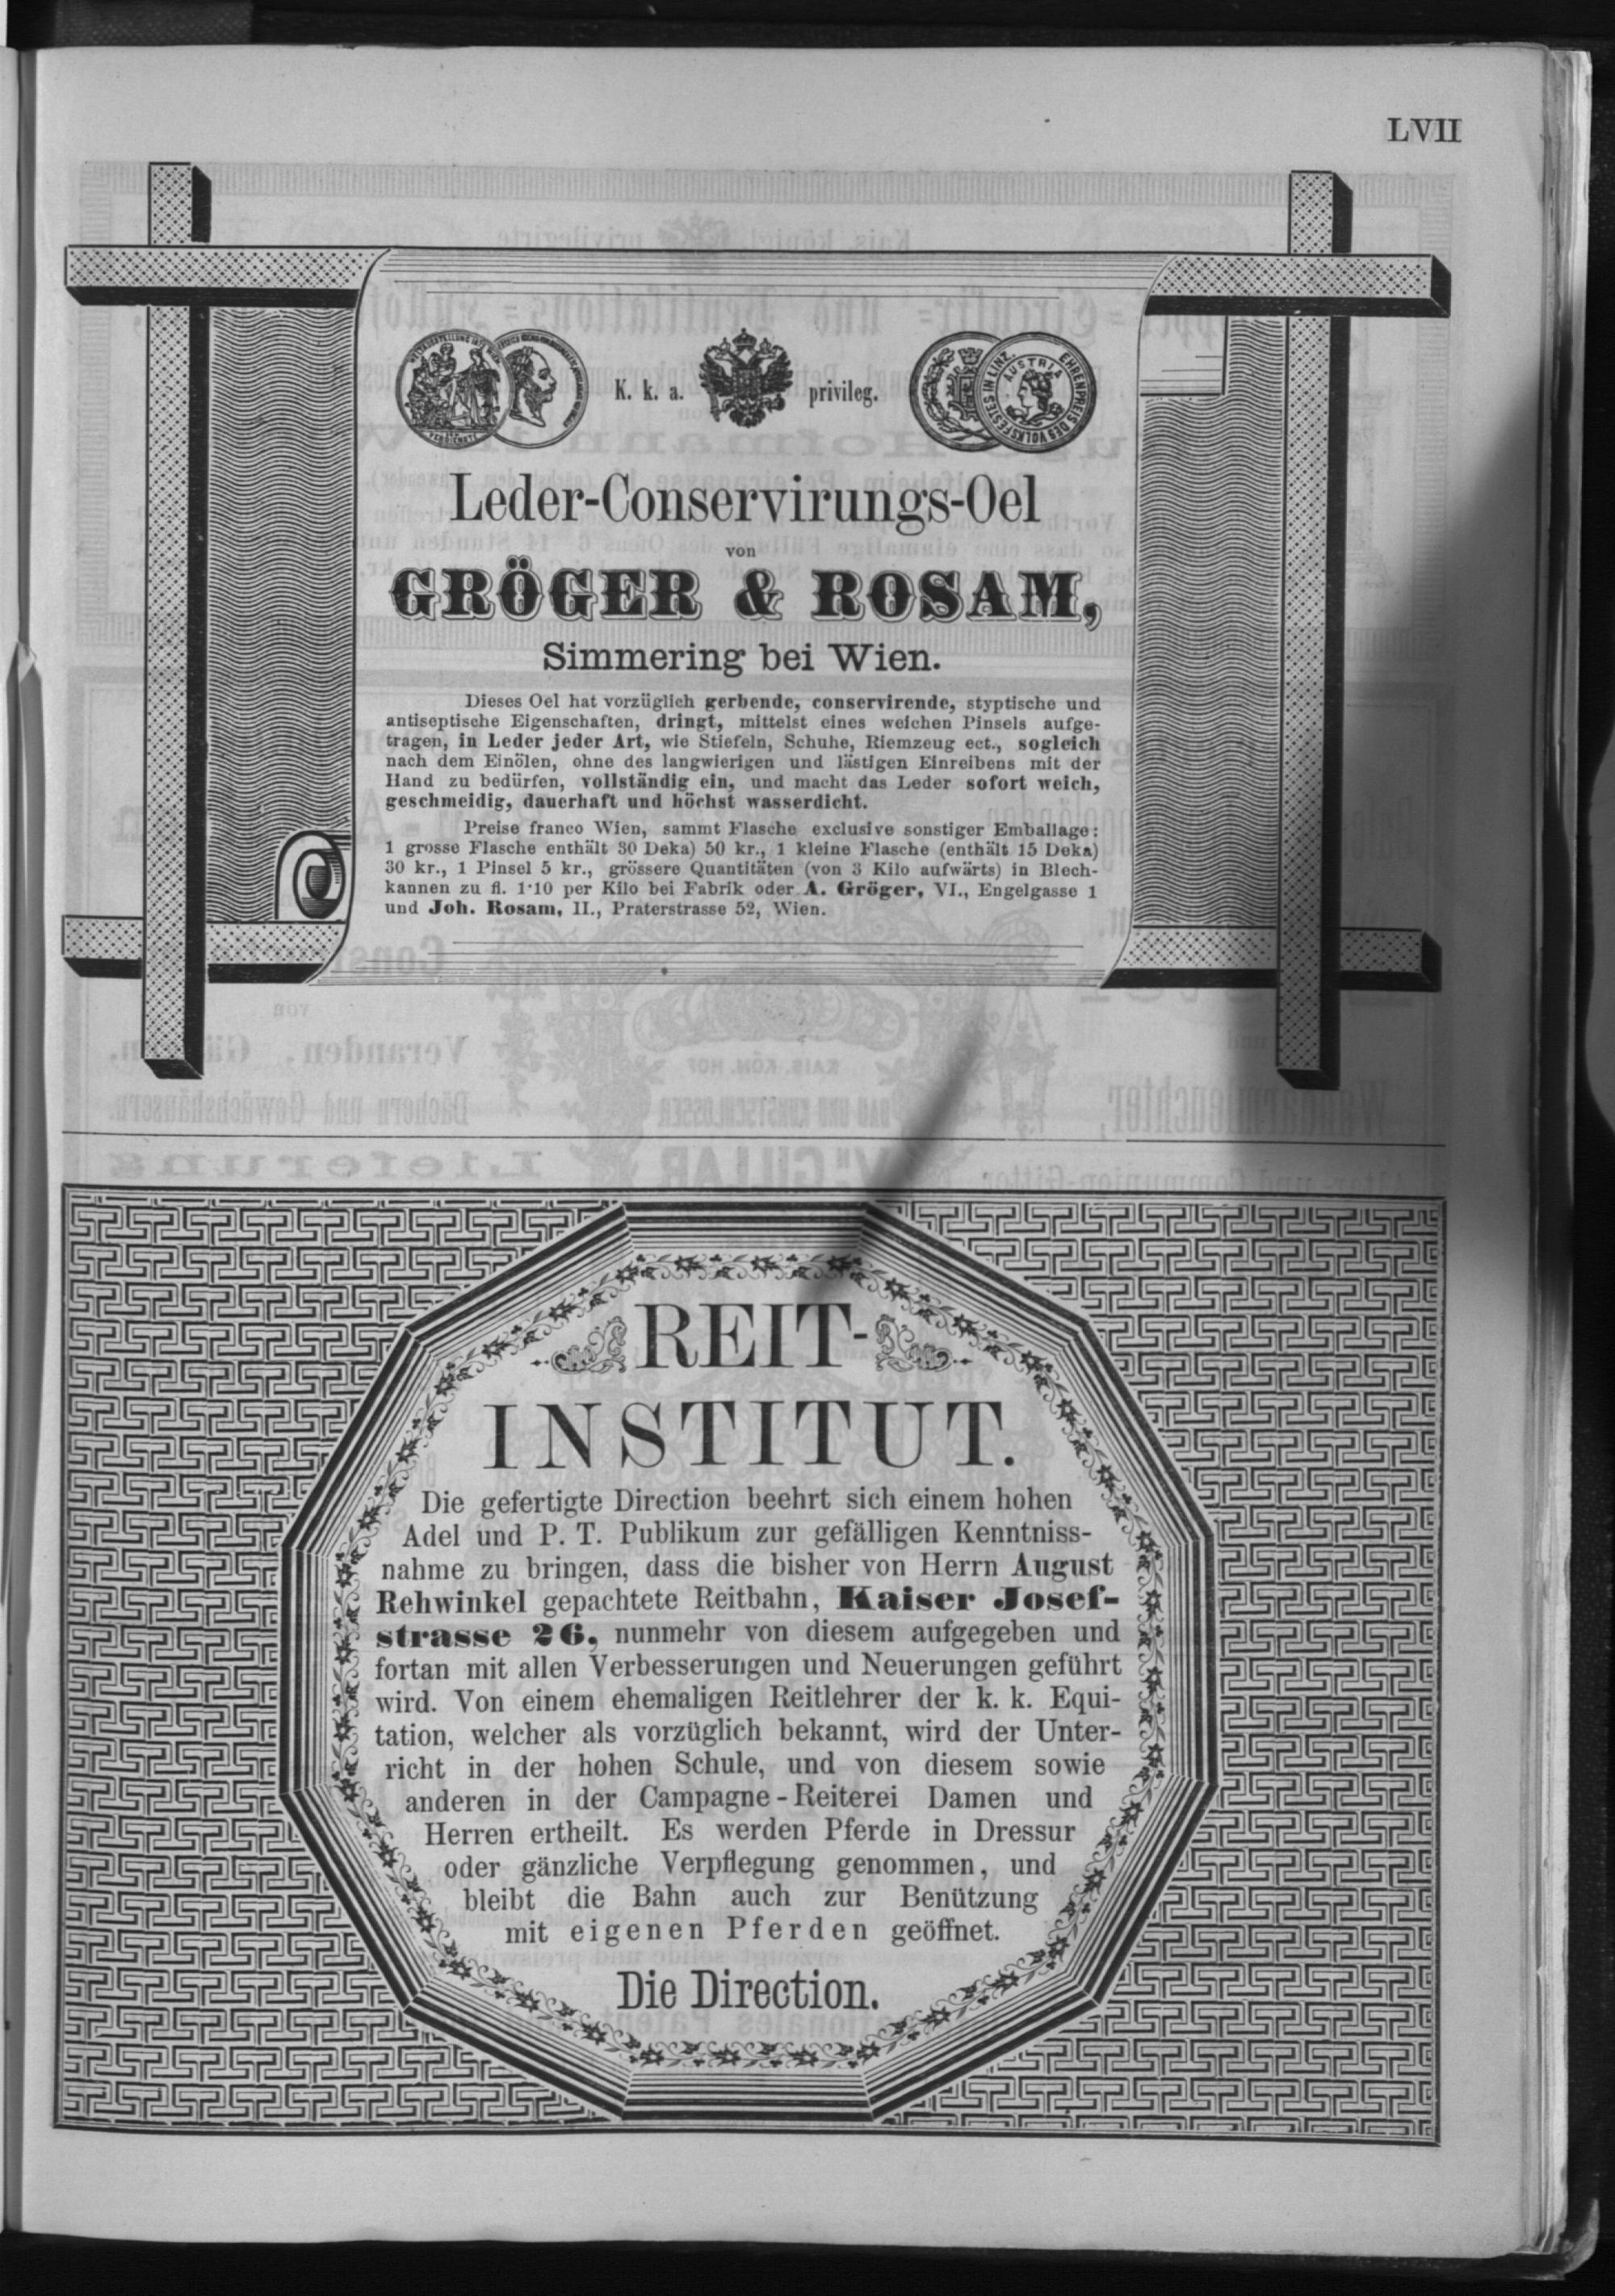 LVII
K. k. a. privileg.
VOLKSFESTES IN LINZ.
EHRENPREIS DES
AUSTRIA
Leder-Conservirungs-Oel
von
GRÖGER & ROSAM,
Simmering bei Wien.
Dieses Oel hat vorzüglich gerbende, conservirende, styptische und
antiseptische Eigenschaften, dringt, mittelst eines weichen Pinsels aufge-
tragen, in Leder jeder Art, wie Stiefeln, Schuhe, Riemzeug ect., sogleich
nach dem Einölen, ohne des langwierigen und lästigen Einreibens mit der
Hand zu bedürfen, vollständig ein, und macht das Leder sofort weich,
geschmeidig, dauerhaft und höchst wasserdicht.
Preise franco Wien, sammt Flasche exclusive sonstiger Emballage:
1 grosse Flasche enthält 30 Deka) 50 kr., 1 kleine Flasche (enthält 15 Deka)
30 kr., 1 Pinsel 5 kr., grössere Quantitäten (von 3 Kilo aufwärts) in Blech-
kannen zu fl. 1·10 per Kilo bei Fabrik oder A. Gröger, VI., Engelgasse 1
und Joh. Rosam, II., Praterstrasse 52, Wien.
REIT-
INSTITUT.
Die gefertigte Direction beehrt sich einem hohen
Adel und P. T. Publikum zur gefälligen Kenntniss-
nahme zu bringen, dass die bisher von Herrn August
Rehwinkel gepachtete Reitbahn, Kaiser Josef-
strasse 26, nunmehr von diesem aufgegeben und
fortan mit allen Verbesserungen und Neuerungen geführt
wird. Von einem ehemaligen Reitlehrer der k. k. Equi-
tation, welcher als vorzüglich bekannt, wird der Unter-
richt in der hohen Schule, und von diesem sowie
anderen in der Campagne-Reiterei Damen und
Herren ertheilt. Es werden Pferde in Dressur
oder gänzliche Verpflegung genommen, und
bleibt die Bahn auch zur Benützung
mit eigenen Pferden geöffnet.
Die Direction.